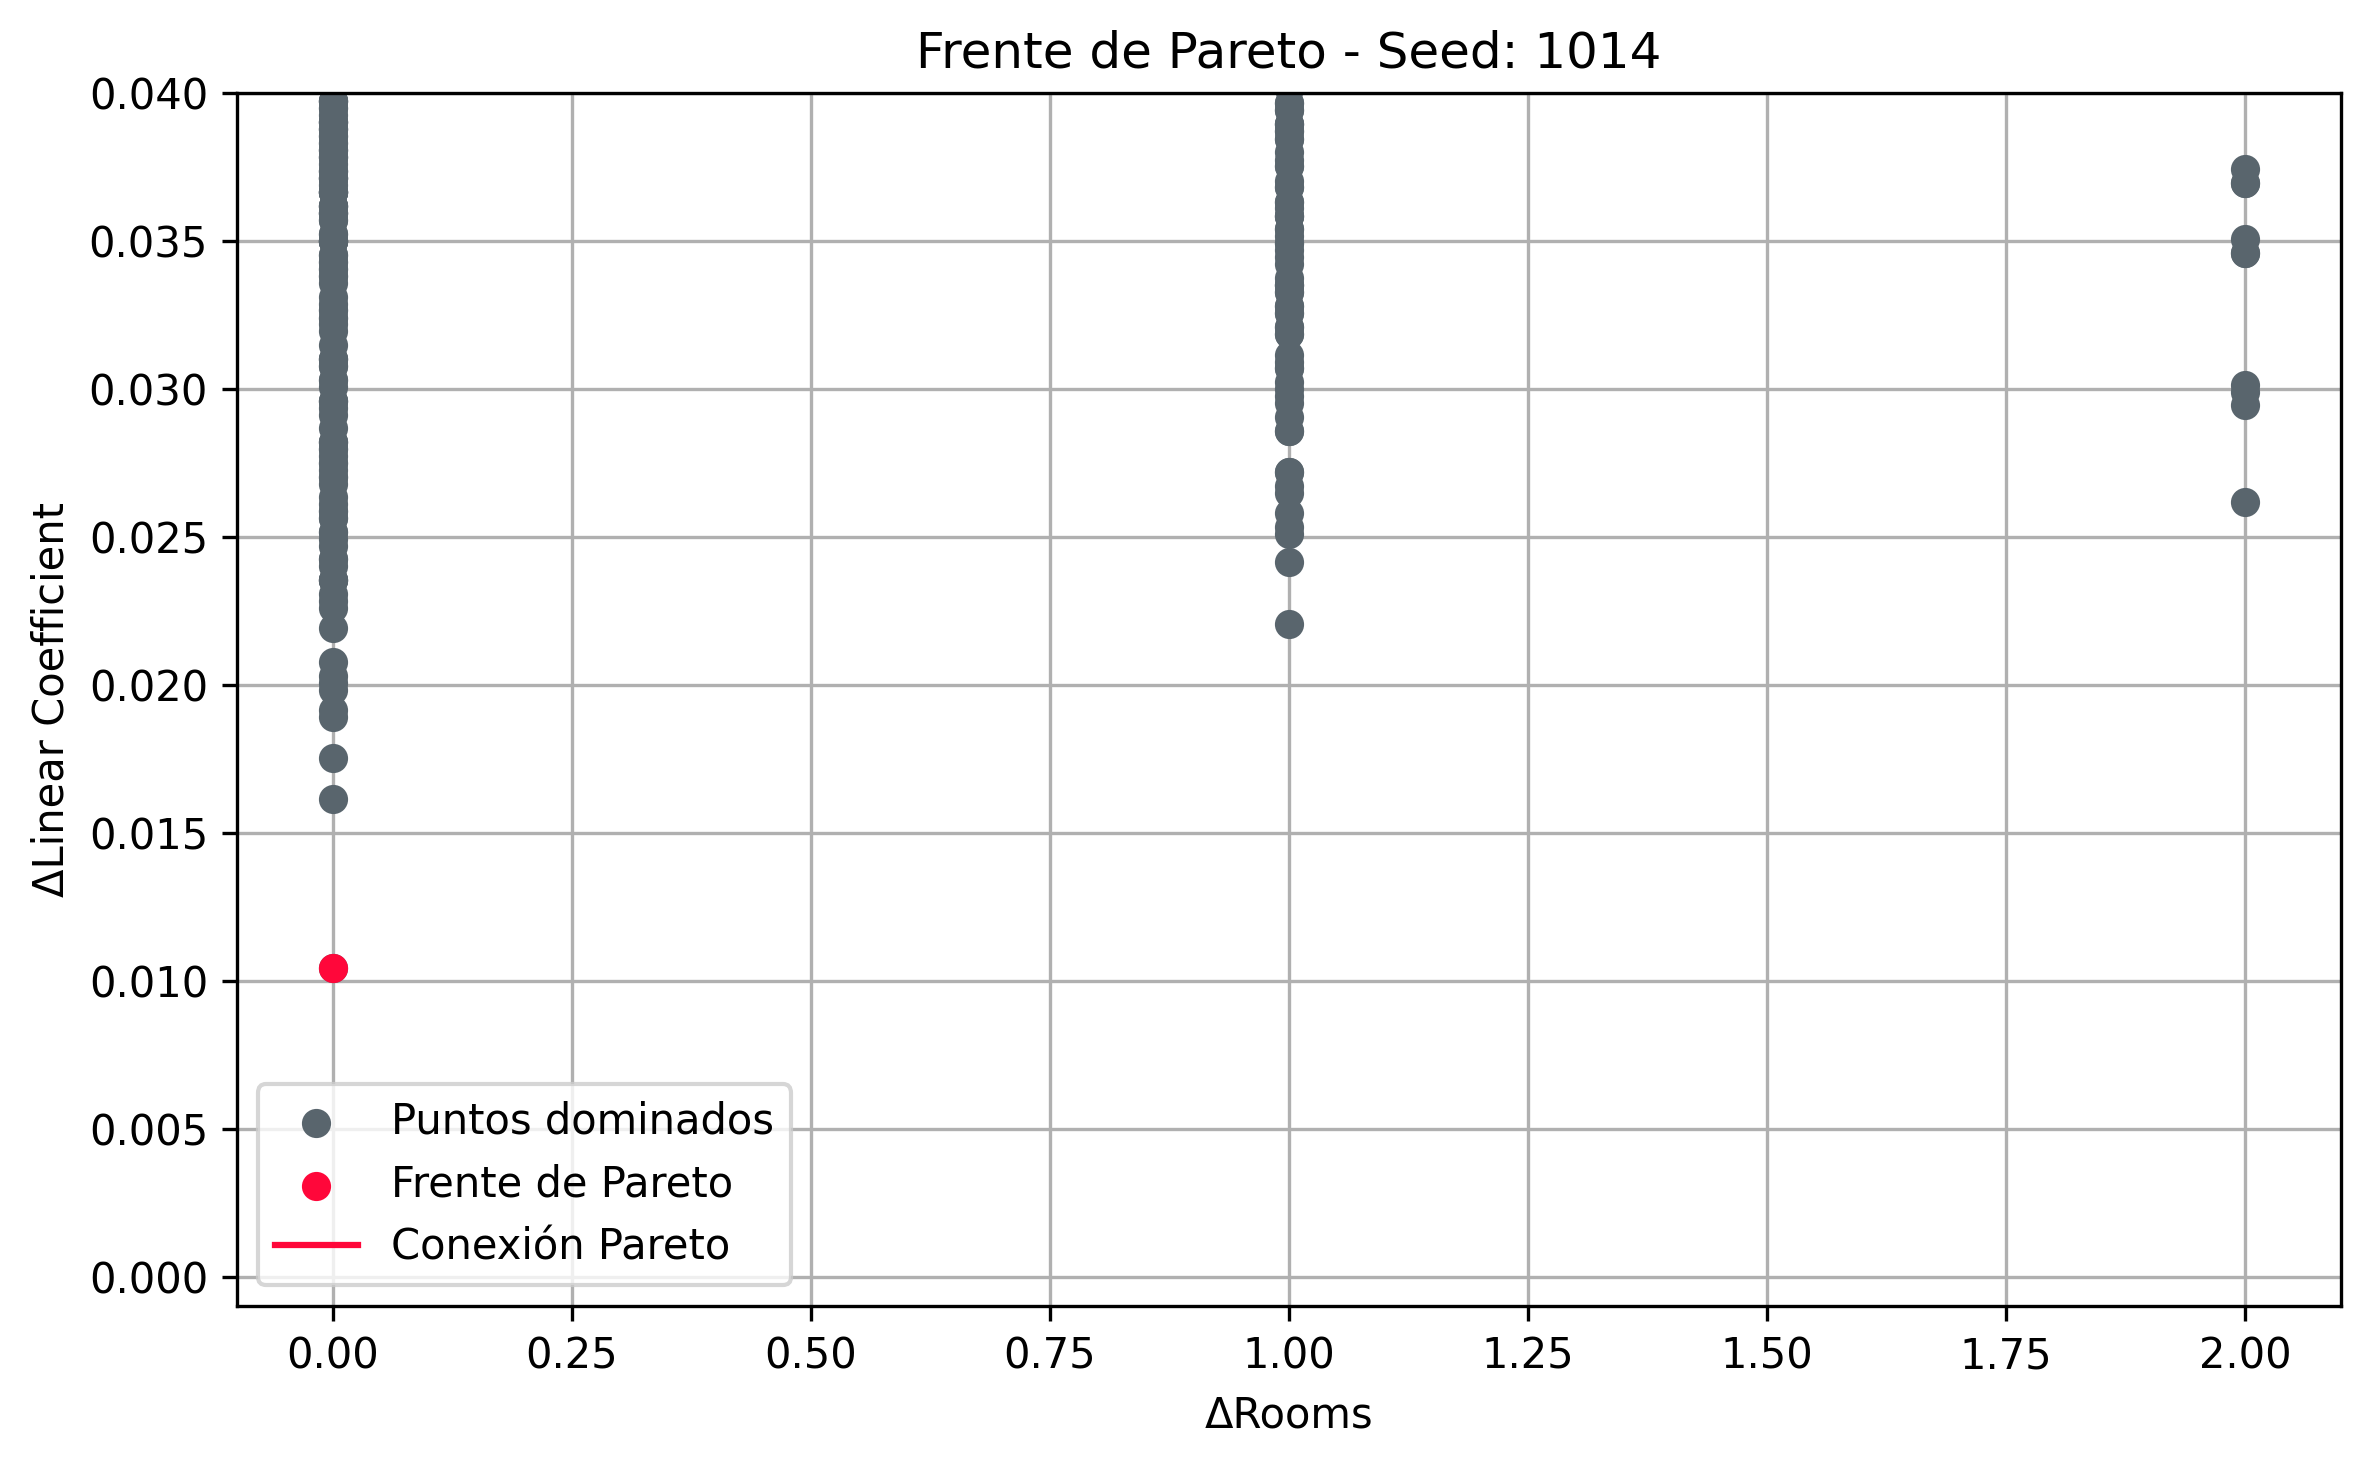 Frente de Pareto - Seed: 1014
0.040
0.035
0.030
0.025
0.020
0.015
0.010
0.005
0.000
ΔLinear Coefficient
Puntos dominados
Frente de Pareto
Conexión Pareto
0.00 0.25 0.50 0.75 1.00 1.25 1.50 1.75 2.00
ΔRooms